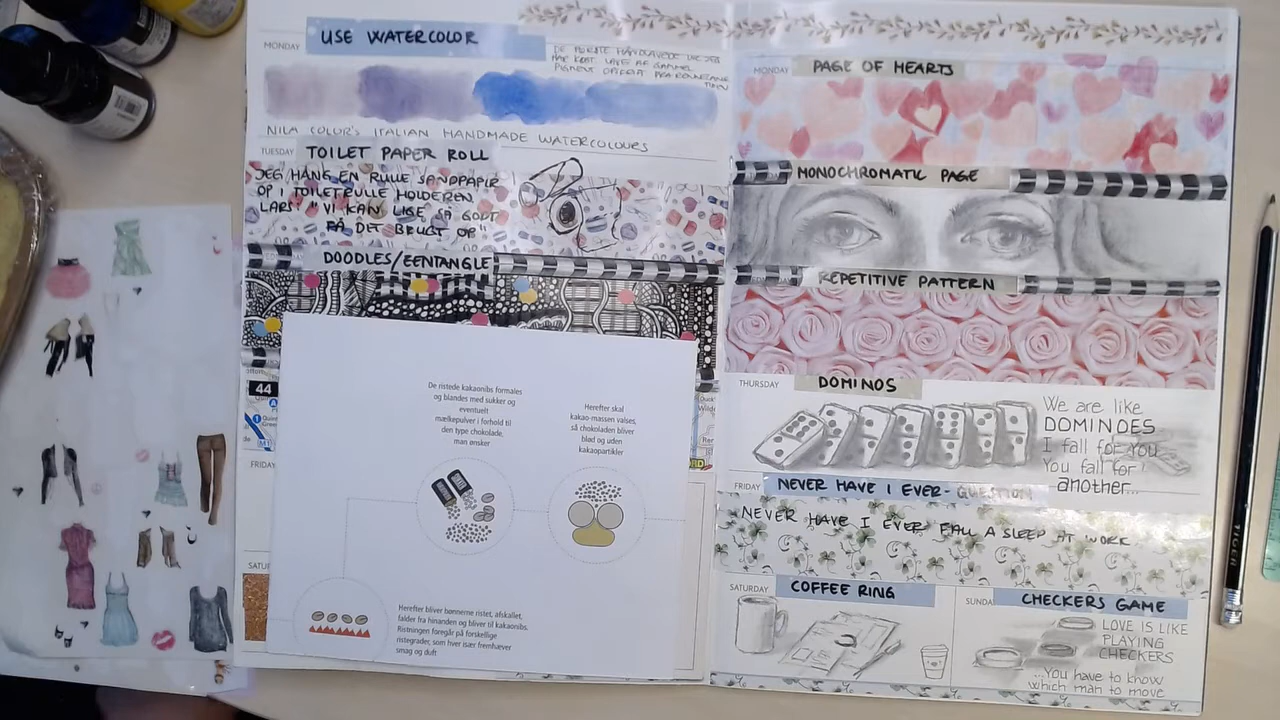 MONDAY
USE WATERCOLOR
NILA COLOR'S ITALIAN HANDMADE WATERCOLOURS
TUESDAY
TOILET PAPER ROLL
JEG HÆNG EN RULLE SANDPAPIR
OP I TOILETRULLE HOLDEREN
LARS: "VI KAN LIGE SÅ GODT
FÅ DET BRUGT OP"
DOODLES/EENTANGLE
44
M1
FRIDAY
De ristede kakaonibs formales
og blandes med sukker og
eventuelt
mælkepulver i forhold til
den type chokolade,
man ønsker
Herefter skal
kakao-massen valses,
så chokoladen bliver
blød og uden
kakaopartikler
Herefter bliver bønnerne ristet, afskallet,
falder fra hinanden og bliver til kakaonibs.
Ristningen foregår på forskellige
ristegrader, som hver især fremhæver
smag og duft
MONDAY
PAGE OF HEARTS
MONOCHROMATIC PAGE
REPETITIVE PATTERN
THURSDAY
DOMINOS
We are like
DOMINOES
I fall for you
You fall for
another...
FRIDAY
NEVER HAVE I EVER- QUESTION
NEVER HAVE I EVER FALL A SLEEP AT WORK
SATURDAY
COFFEE RING
SUNDA
CHECKERS GAME
LOVE IS LIKE
PLAYING
CHECKERS
...You have to know
which man to move
TIGER